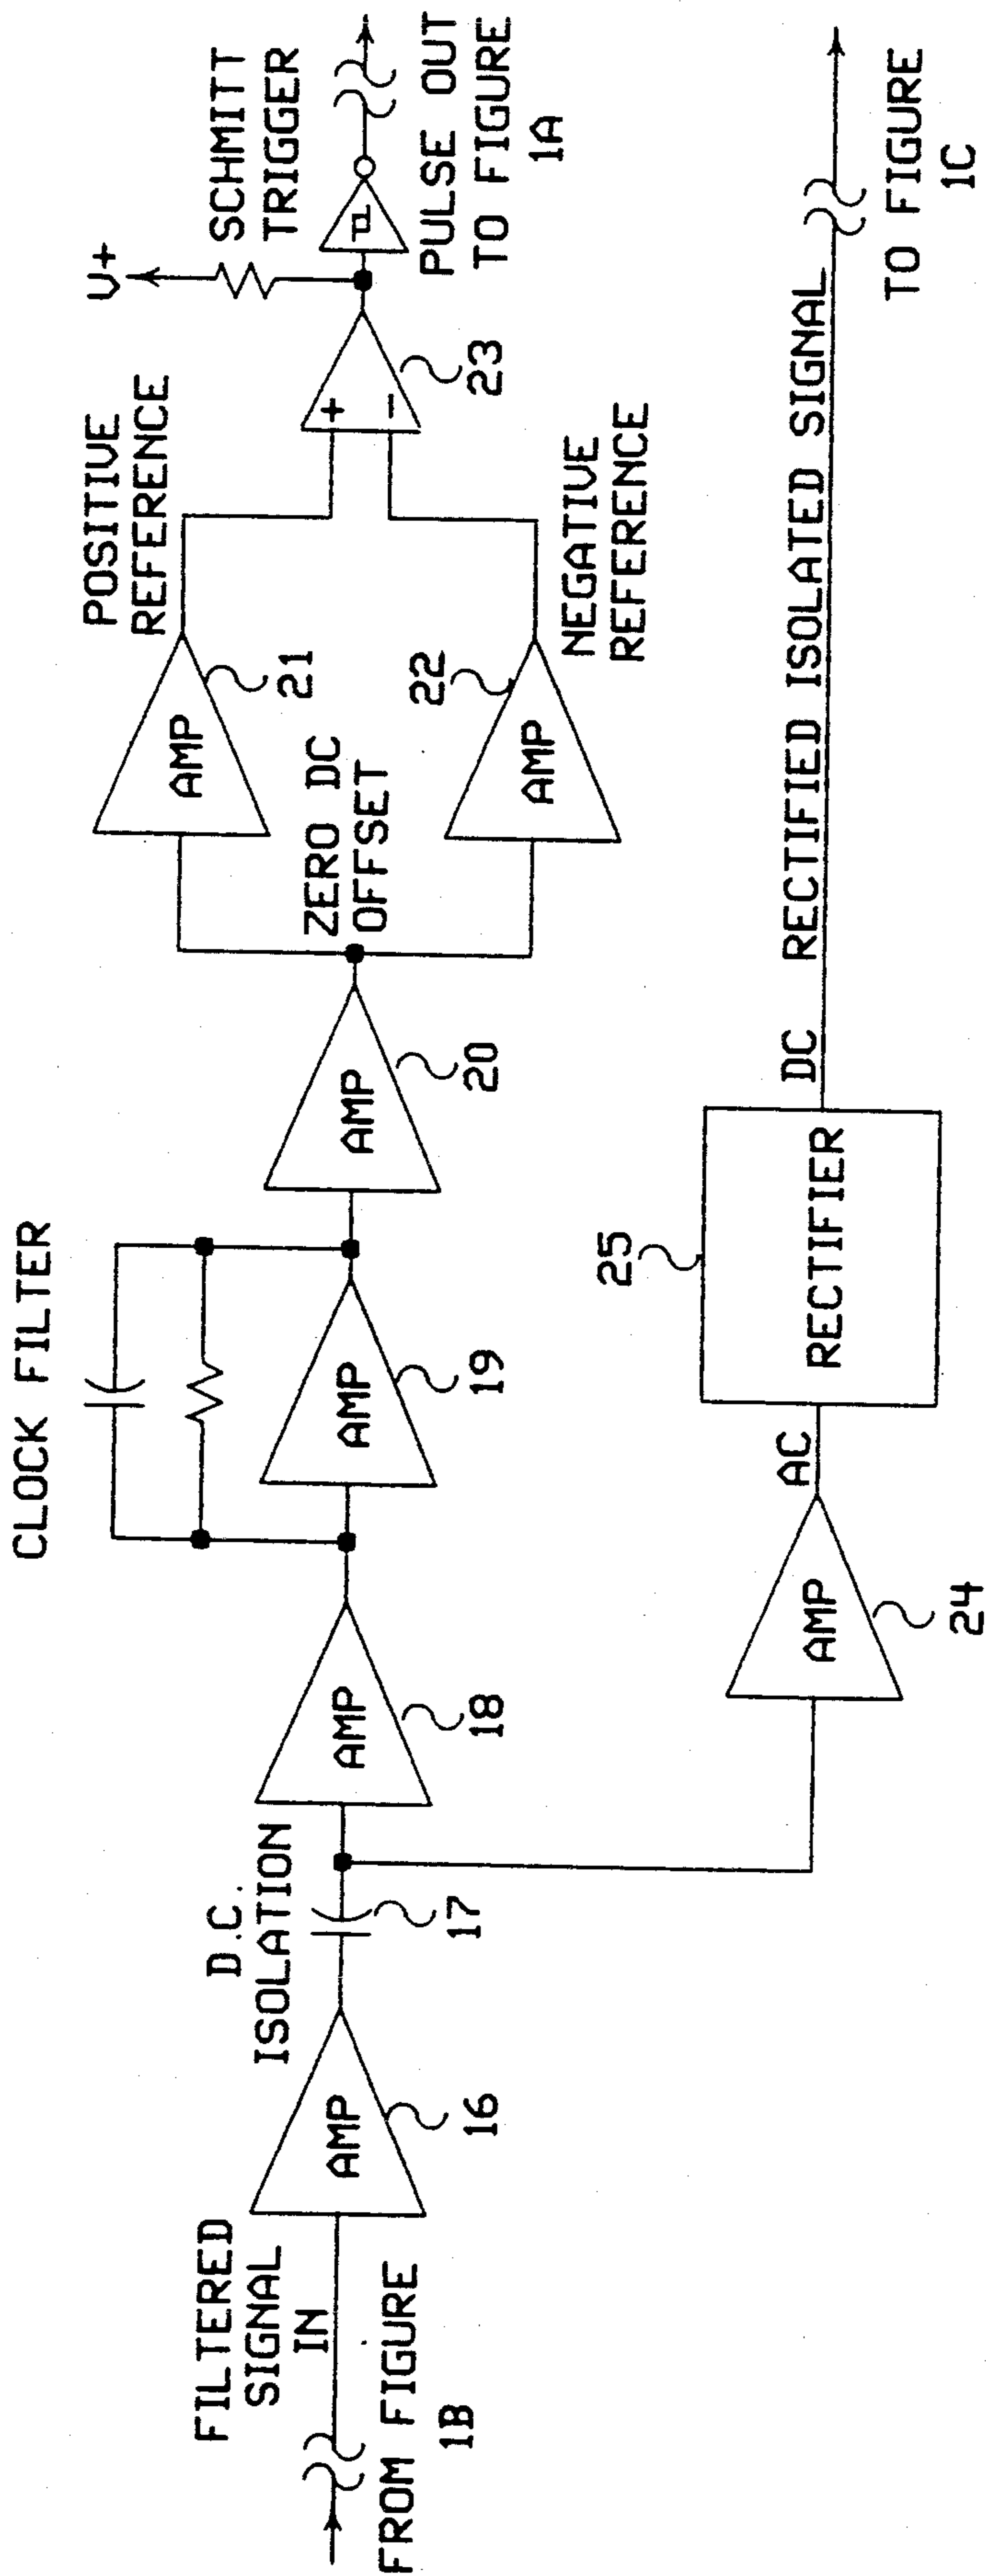 FILTERED
SIGNAL
IN
FROM FIGURE
1B
AMP
16
D.C.
ISOLATION
17
AMP
18
CLOCK FILTER
AMP
19
AMP
20
ZERO DC
OFFSET
AMP
21
POSITIVE
REFERENCE
AMP
22
NEGATIVE
REFERENCE
+
-
23
V+
SCHMITT
TRIGGER
PULSE OUT
TO FIGURE
1A
AMP
24
AC
RECTIFIER
25
DC RECTIFIED ISOLATED SIGNAL
TO FIGURE
1C